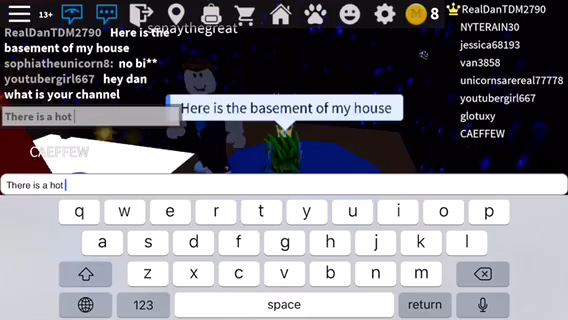 13+
8
RealDanTDM2790
senaythegreat
RealDanTDM2790 Here is the
basement of my house
sophiatheunicorn8: no bi**
youtubergirl667 hey dan
what is your channel
There is a hot
NYTERAIN30
jessica68193
van3858
unicornsarereal77778
youtubergirl667
glotuxy
CAEFFEW
Here is the basement of my house
CAEFFEW
There is a hot
q w e r t y u i o p
a s d f g h j k l
z x c v b n m
123 space return